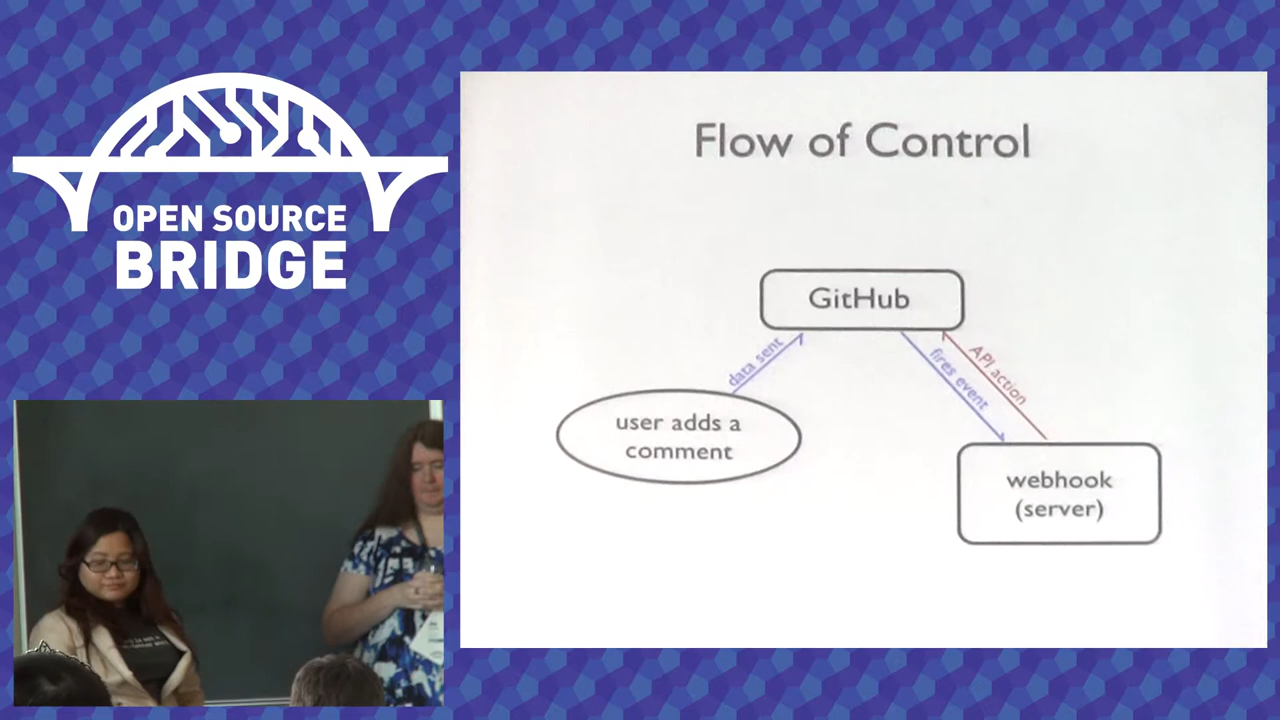 OPEN SOURCE
BRIDGE
Flow of Control
GitHub
data sent
fires event
API action
user adds a
comment
webhook
(server)